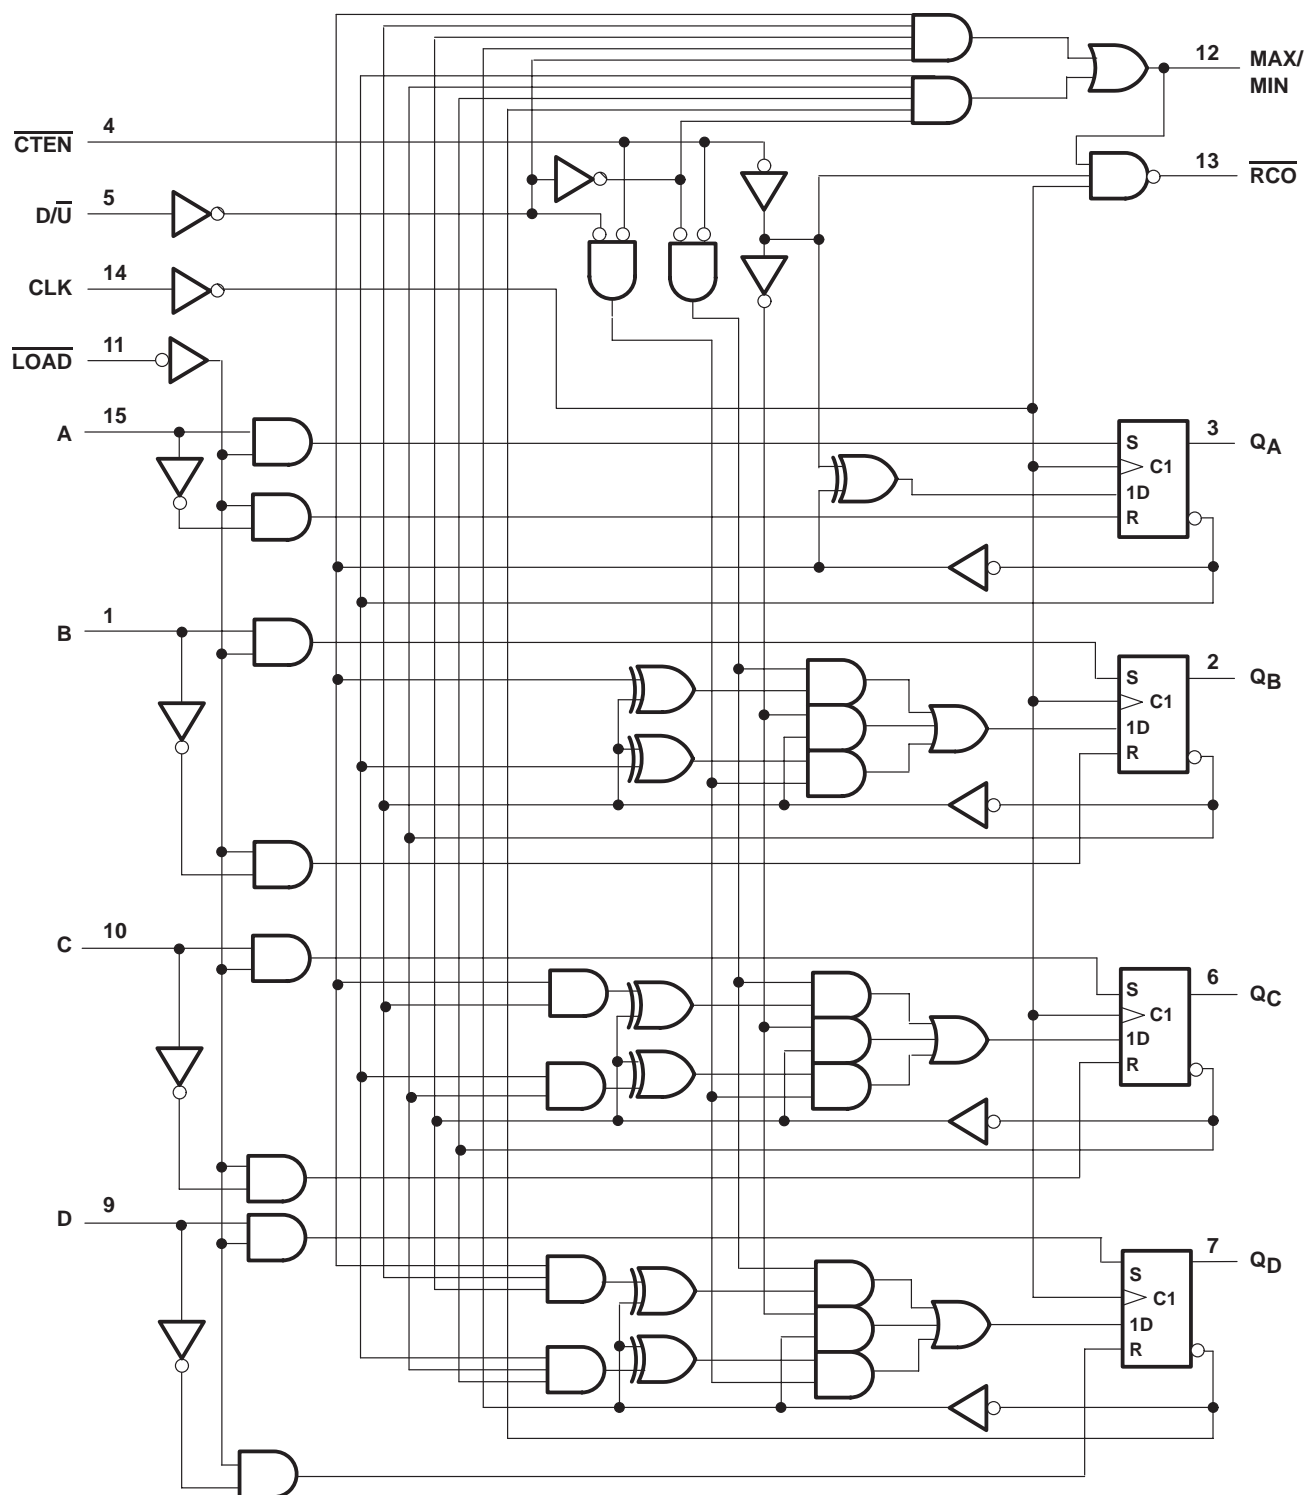 12 MAX/
MIN
CTEN 4
13 RCO
D/U 5
CLK 14
LOAD 11
A 15
S
C1
1D
R
3 QA
B 1
S
C1
1D
R
2 QB
C 10
S
C1
1D
R
6 QC
D 9
S
C1
1D
R
7 QD